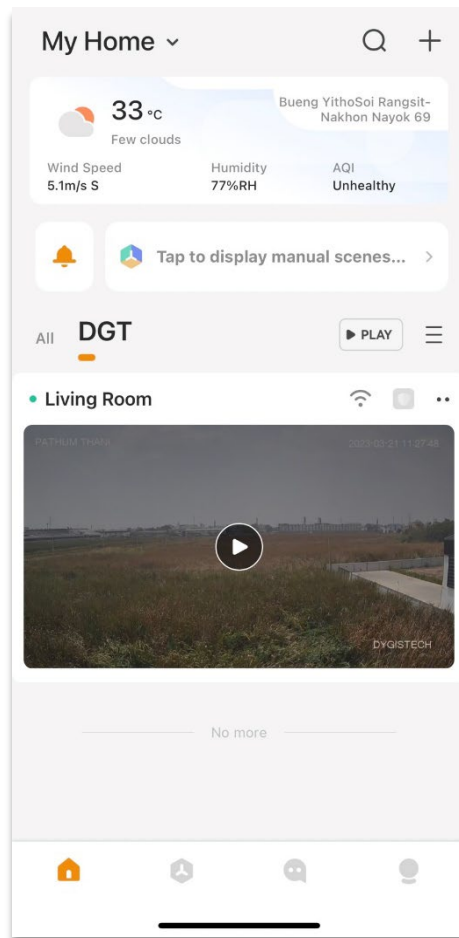 My Home
33 °C
Few clouds
Bueng YithoSoi Rangsit-
Nakhon Nayok 69
Wind Speed
5.1m/s S
Humidity
77%RH
AQI
Unhealthy
Tap to display manual scenes...
All
DGT
PLAY
Living Room
PATHUM THANI
2023-03-21 11:27:48
DYGISTECH
No more